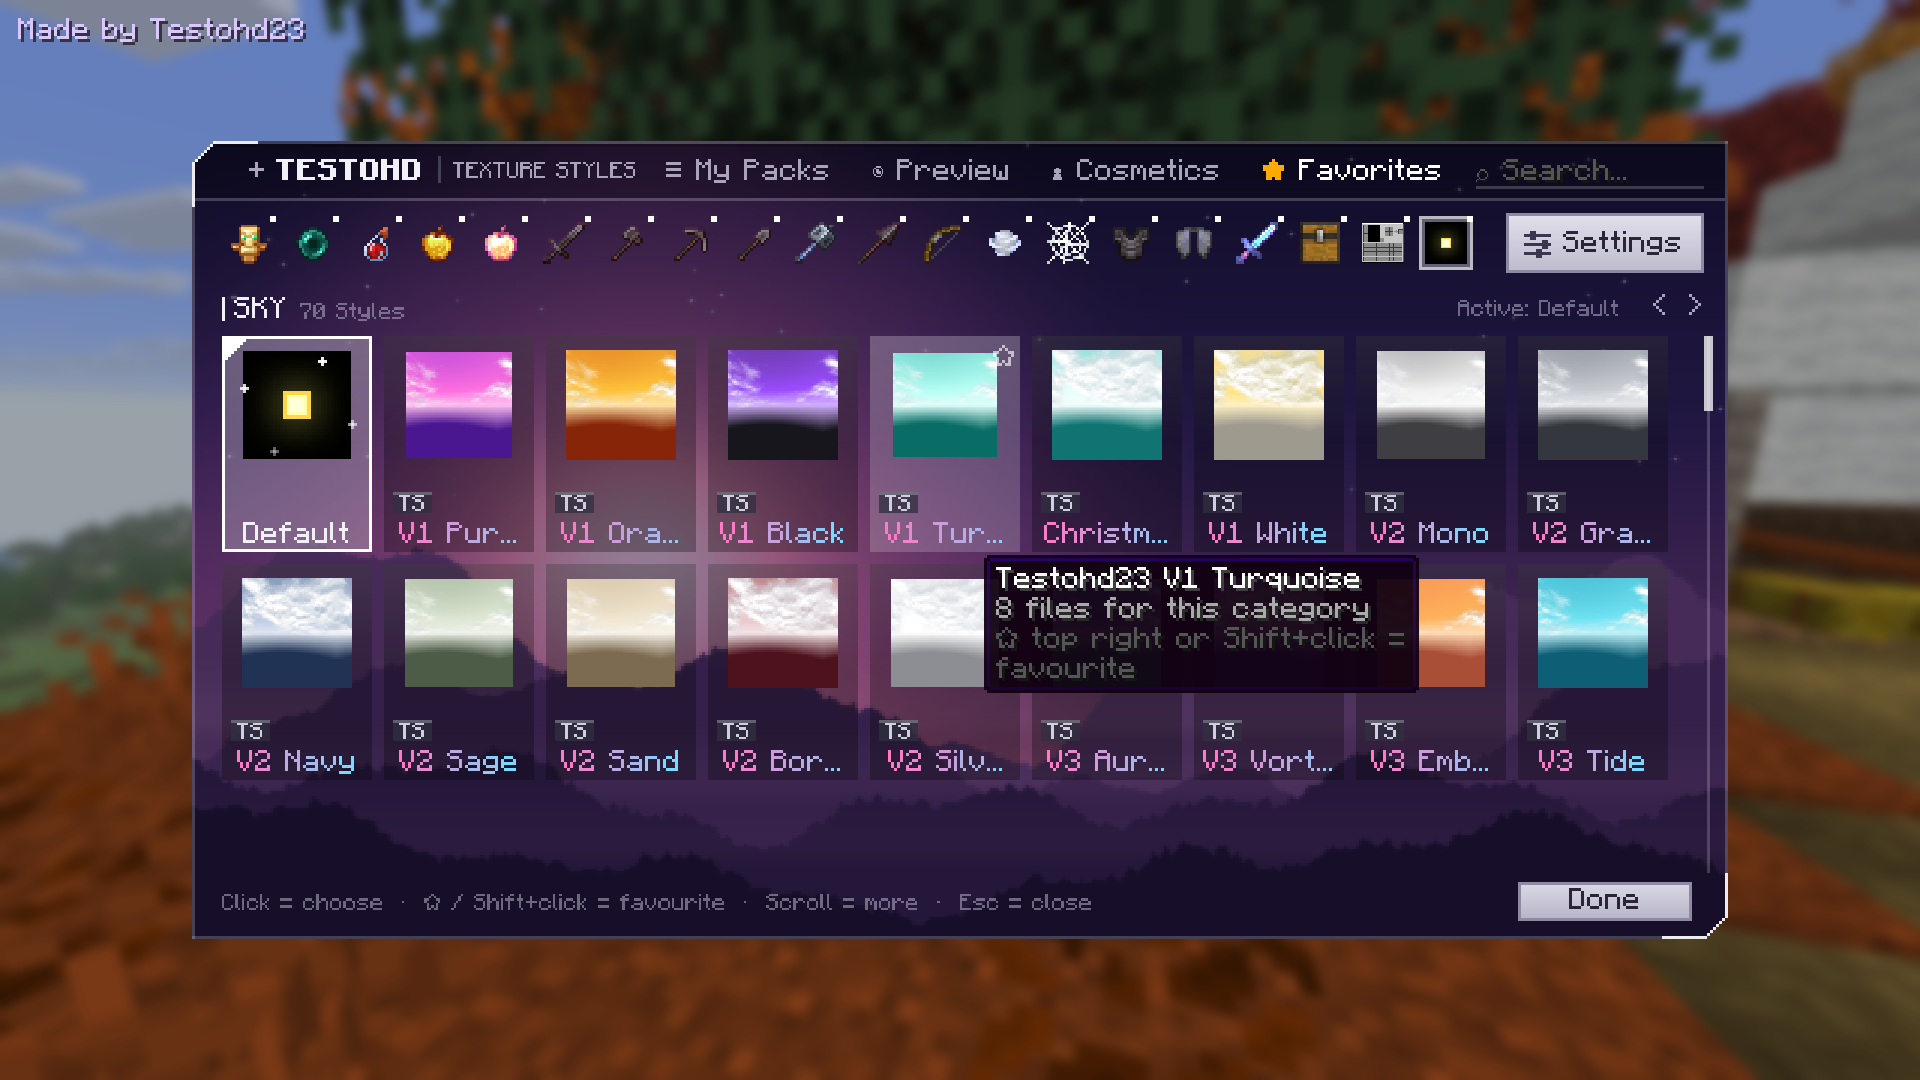 Made by Testohd23
+ TESTOHD | TEXTURE STYLES
My Packs
Preview
Cosmetics
Favorites
Search...
Settings
SKY 70 Styles
Active: Default
Default
TS
V1 Pur...
TS
V1 Ora...
TS
V1 Black
TS
V1 Tur...
TS
Christm...
TS
V1 White
TS
V2 Mono
TS
V2 Gra...
Testohd23 V1 Turquoise
8 files for this category
☆ top right or Shift+click =
favourite
TS
V2 Navy
TS
V2 Sage
TS
V2 Sand
TS
V2 Bor...
TS
V2 Silv...
TS
V3 Aur...
TS
V3 Vort...
TS
V3 Emb...
TS
V3 Tide
Click = choose · ☆ / Shift+click = favourite · Scroll = more · Esc = close
Done